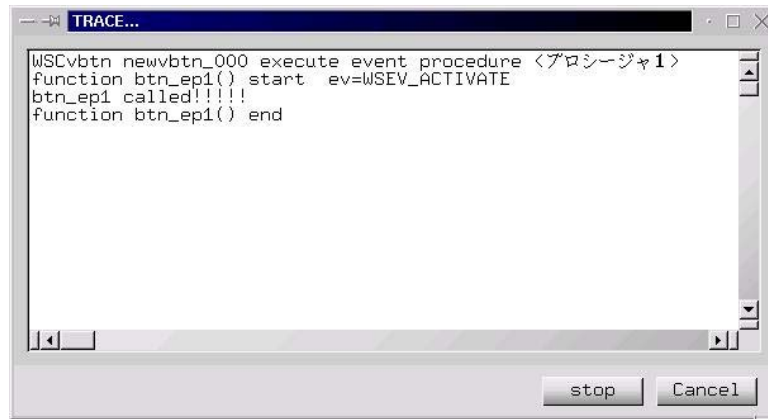 TRACE...
WSCvbtn newvbtn_000 execute event procedure <プロシージャ1>
function btn_ep1() start  ev=WSEV_ACTIVATE
btn_ep1 called!!!!!
function btn_ep1() end
stop
Cancel